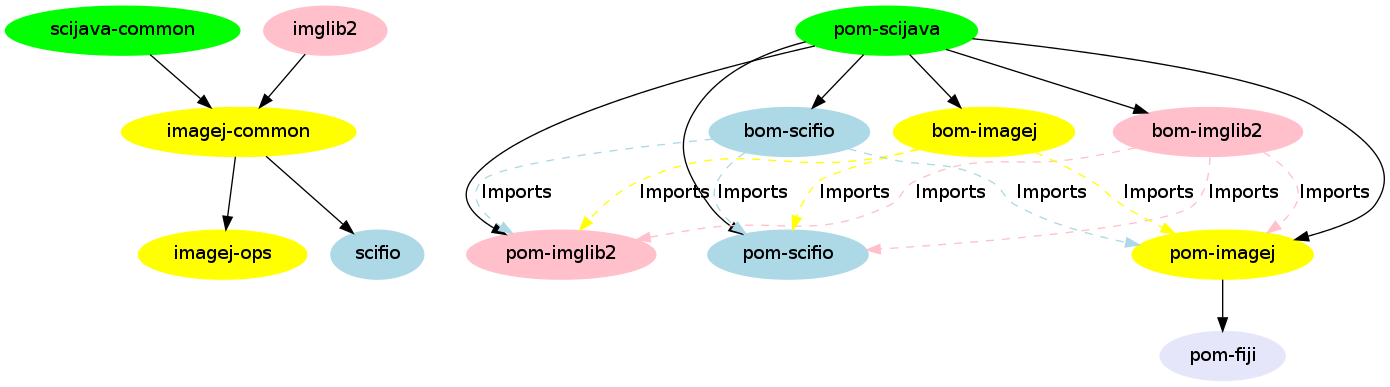 scijava-common
imglib2
pom-scijava
imagej-common
bom-scifio
bom-imagej
bom-imglib2
Imports
Imports
Imports
Imports
Imports
Imports
Imports
Imports
Imports
imagej-ops
scifio
pom-imglib2
pom-scifio
pom-imagej
pom-fiji